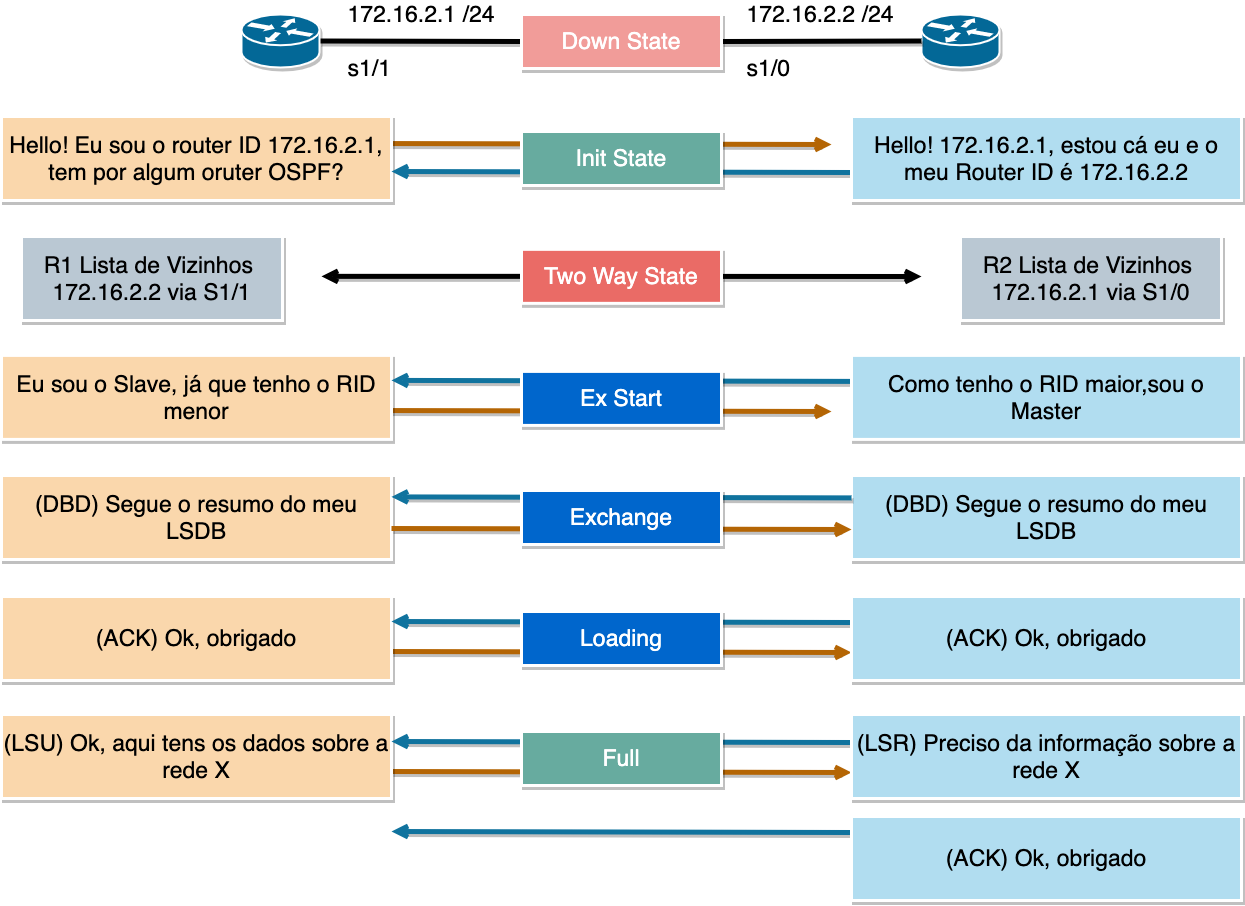 172.16.2.1 /24
172.16.2.2 /24
Down State
s1/1
s1/0
Hello! Eu sou o router ID 172.16.2.1,
tem por algum oruter OSPF?
Init State
Hello! 172.16.2.1, estou cá eu e o
meu Router ID é 172.16.2.2
R1 Lista de Vizinhos
172.16.2.2 via S1/1
Two Way State
R2 Lista de Vizinhos
172.16.2.1 via S1/0
Eu sou o Slave, já que tenho o RID
menor
Ex Start
Como tenho o RID maior,sou o
Master
(DBD) Segue o resumo do meu
LSDB
Exchange
(DBD) Segue o resumo do meu
LSDB
(ACK) Ok, obrigado
Loading
(ACK) Ok, obrigado
(LSU) Ok, aqui tens os dados sobre a
rede X
Full
(LSR) Preciso da informação sobre a
rede X
(ACK) Ok, obrigado